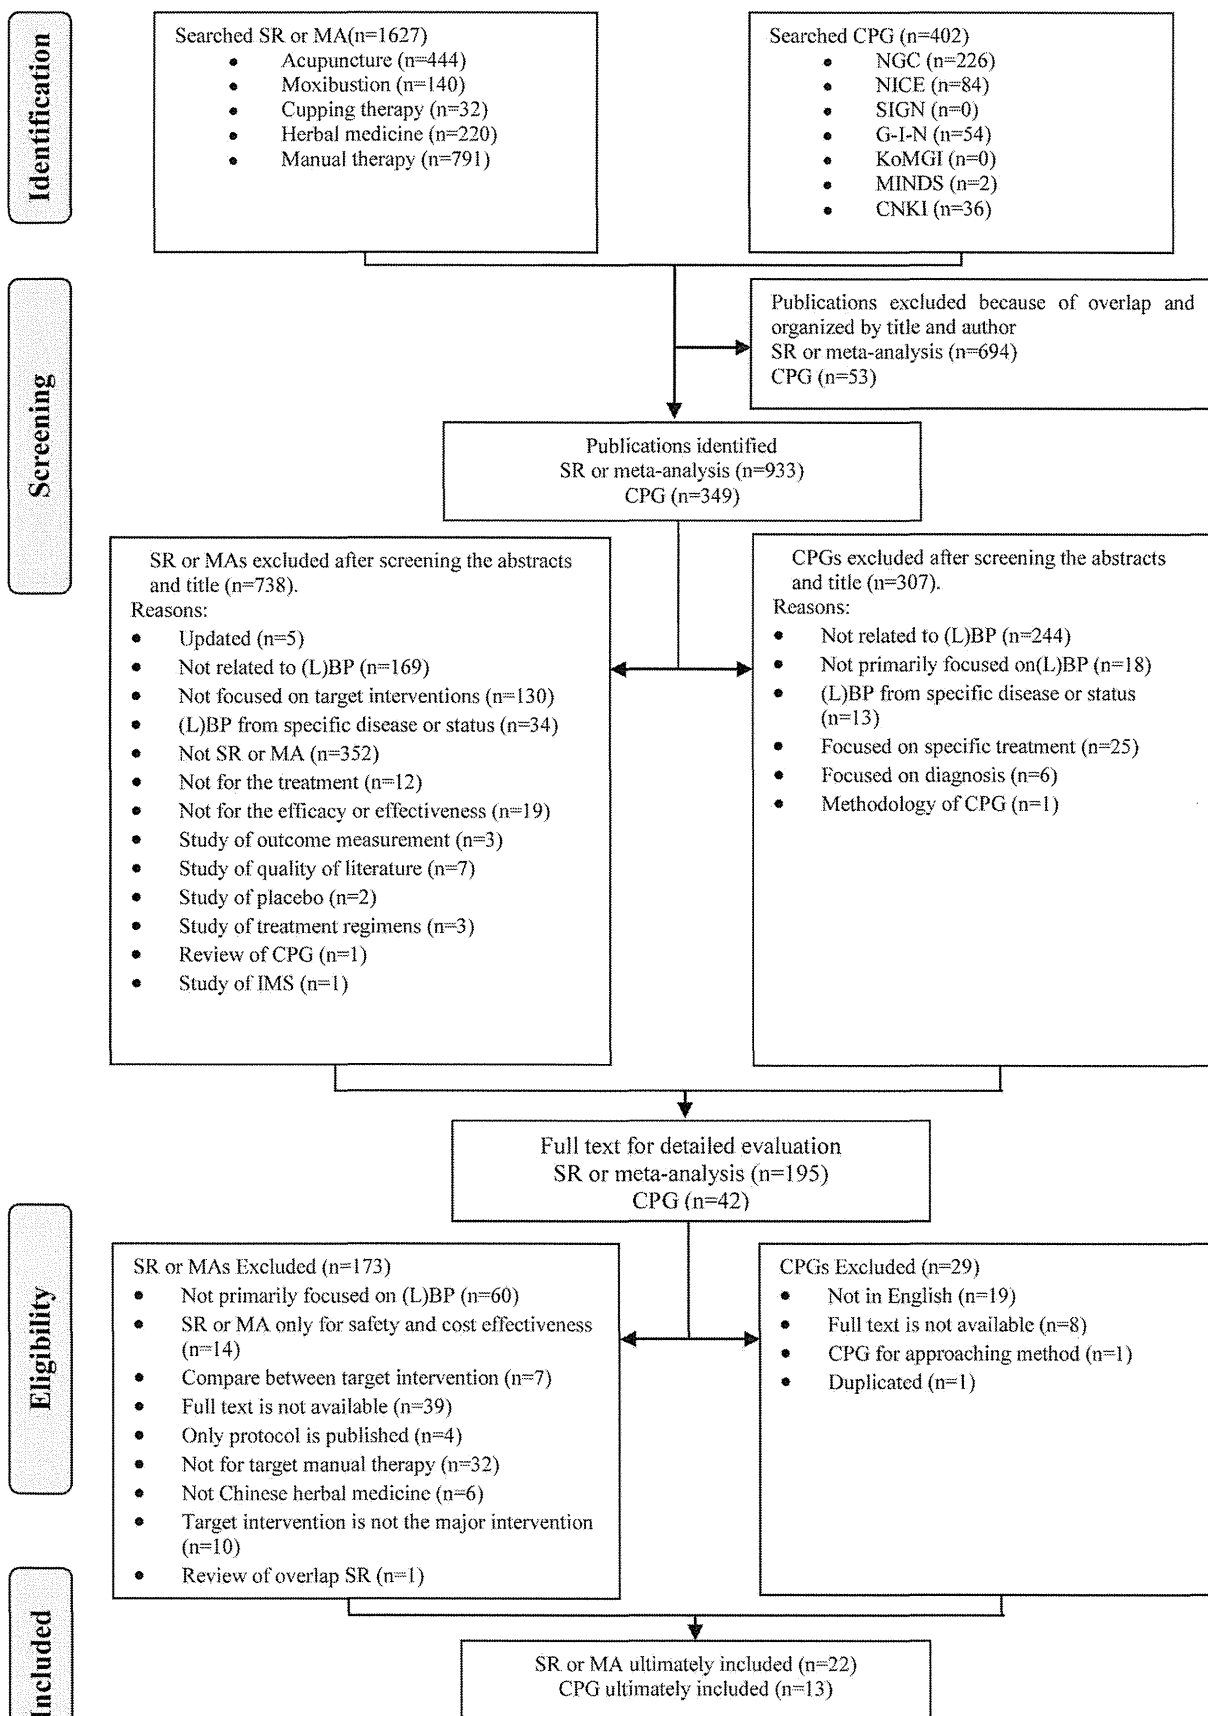 Identification
Searched SR or MA(n=1627)
• Acupuncture (n=444)
• Moxibustion (n=140)
• Cupping therapy (n=32)
• Herbal medicine (n=220)
• Manual therapy (n=791)
Searched CPG (n=402)
• NGC (n=226)
• NICE (n=84)
• SIGN (n=0)
• G-I-N (n=54)
• KoMGI (n=0)
• MINDS (n=2)
• CNKI (n=36)
Screening
Publications excluded because of overlap and
organized by title and author
SR or meta-analysis (n=694)
CPG (n=53)
Publications identified
SR or meta-analysis (n=933)
CPG (n=349)
SR or MAs excluded after screening the abstracts
and title (n=738).
Reasons:
• Updated (n=5)
• Not related to (L)BP (n=169)
• Not focused on target interventions (n=130)
• (L)BP from specific disease or status (n=34)
• Not SR or MA (n=352)
• Not for the treatment (n=12)
• Not for the efficacy or effectiveness (n=19)
• Study of outcome measurement (n=3)
• Study of quality of literature (n=7)
• Study of placebo (n=2)
• Study of treatment regimens (n=3)
• Review of CPG (n=1)
• Study of IMS (n=1)
CPGs excluded after screening the abstracts
and title (n=307).
Reasons:
• Not related to (L)BP (n=244)
• Not primarily focused on(L)BP (n=18)
• (L)BP from specific disease or status
(n=13)
• Focused on specific treatment (n=25)
• Focused on diagnosis (n=6)
• Methodology of CPG (n=1)
Full text for detailed evaluation
SR or meta-analysis (n=195)
CPG (n=42)
Eligibility
SR or MAs Excluded (n=173)
• Not primarily focused on (L)BP (n=60)
• SR or MA only for safety and cost effectiveness
(n=14)
• Compare between target intervention (n=7)
• Full text is not available (n=39)
• Only protocol is published (n=4)
• Not for target manual therapy (n=32)
• Not Chinese herbal medicine (n=6)
• Target intervention is not the major intervention
(n=10)
• Review of overlap SR (n=1)
CPGs Excluded (n=29)
• Not in English (n=19)
• Full text is not available (n=8)
• CPG for approaching method (n=1)
• Duplicated (n=1)
Included
SR or MA ultimately included (n=22)
CPG ultimately included (n=13)